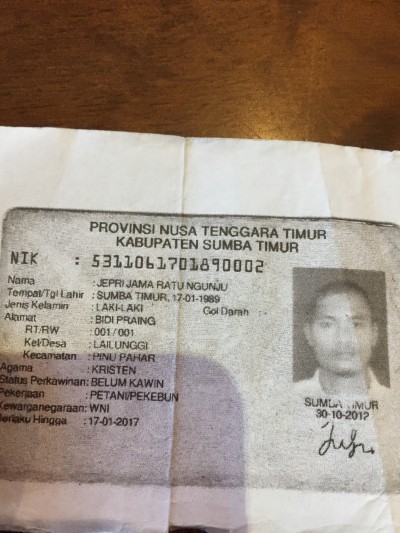 PROVINSI NUSA TENGGARA TIMUR
KABUPATEN SUMBA TIMUR
NIK : 5311061701890002
Nama : JEPRI JAMA RATU NGUNJU
Tempat/Tgl Lahir : SUMBA TIMUR, 17-01-1989
Jenis Kelamin : LAKI-LAKI Gol Darah : -
Alamat : BIDI PRAING
RT/RW : 001/001
Kel/Desa : LAILUNGGI
Kecamatan : PINU PAHAR
Agama : KRISTEN
Status Perkawinan: BELUM KAWIN
Pekerjaan : PETANI/PEKEBUN
Kewarganegaraan: WNI
Berlaku Hingga : 17-01-2017
SUMBA TIMUR
30-10-2012